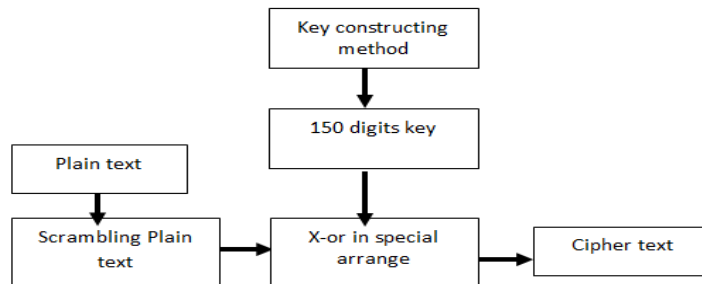 Key constructing
method
150 digits key
Plain text
Scrambling Plain
text
X-or in special
arrange
Cipher text